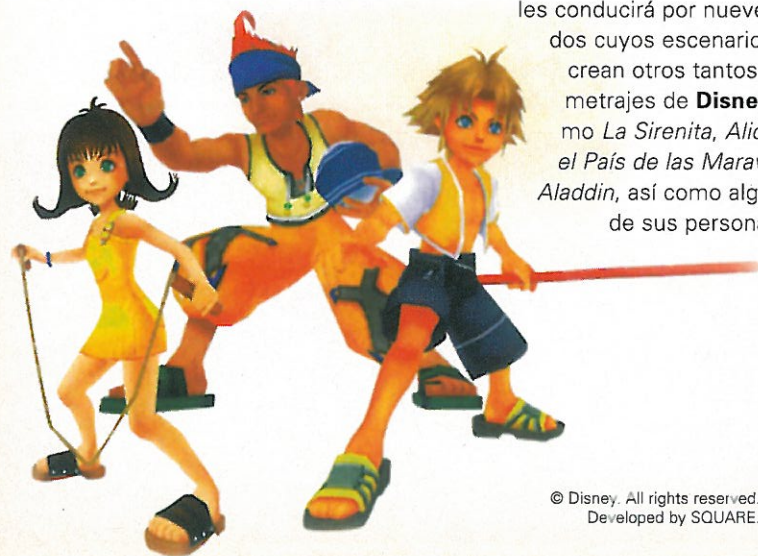 les conducirá por nueve
dos cuyos escenario
crean otros tantos
metrajes de Disne
mo La Sirenita, Alic
el País de las Marav
Aladdin, así como alg
de sus persona
© Disney. All rights reserved.
Developed by SQUARE.